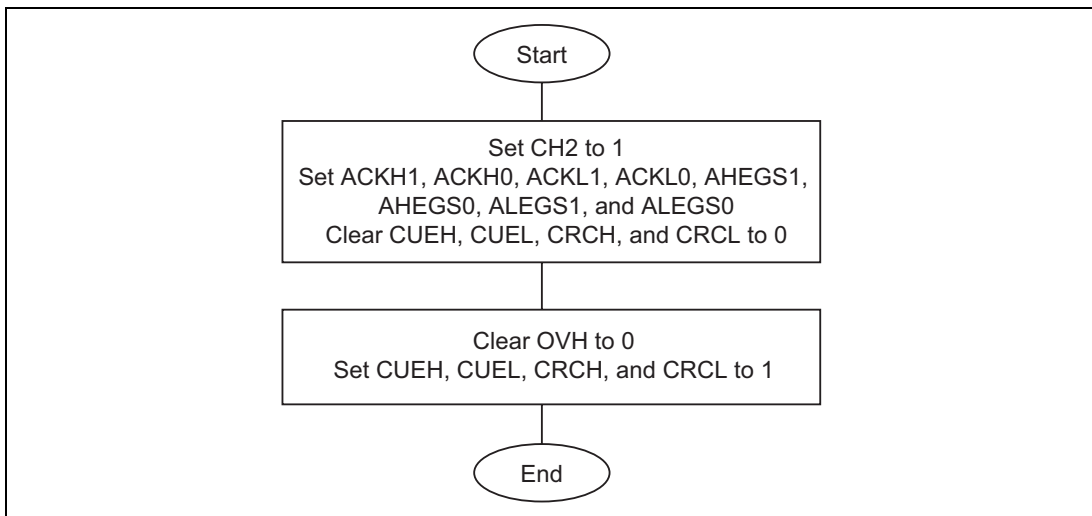 Start
Set CH2 to 1
Set ACKH1, ACKH0, ACKL1, ACKL0, AHEGS1,
AHEGS0, ALEGS1, and ALEGS0
Clear CUEH, CUEL, CRCH, and CRCL to 0
Clear OVH to 0
Set CUEH, CUEL, CRCH, and CRCL to 1
End